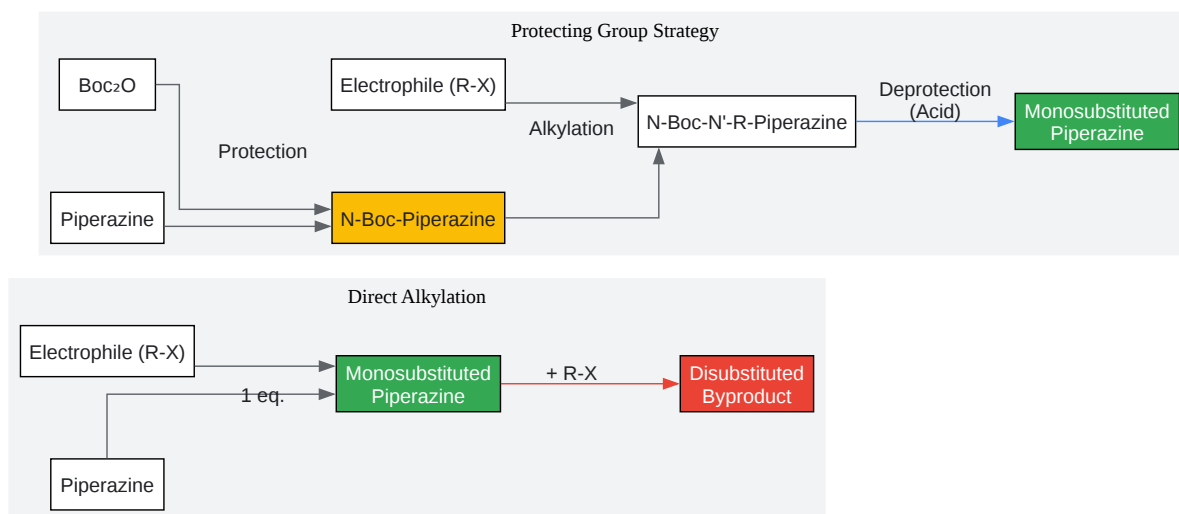 Protecting Group Strategy
Boc₂O
Electrophile (R-X)
Protection
Alkylation
N-Boc-N'-R-Piperazine
Deprotection
(Acid)
Monosubstituted
Piperazine
Piperazine
N-Boc-Piperazine
Direct Alkylation
Electrophile (R-X)
1 eq.
Monosubstituted
Piperazine
+ R-X
Disubstituted
Byproduct
Piperazine